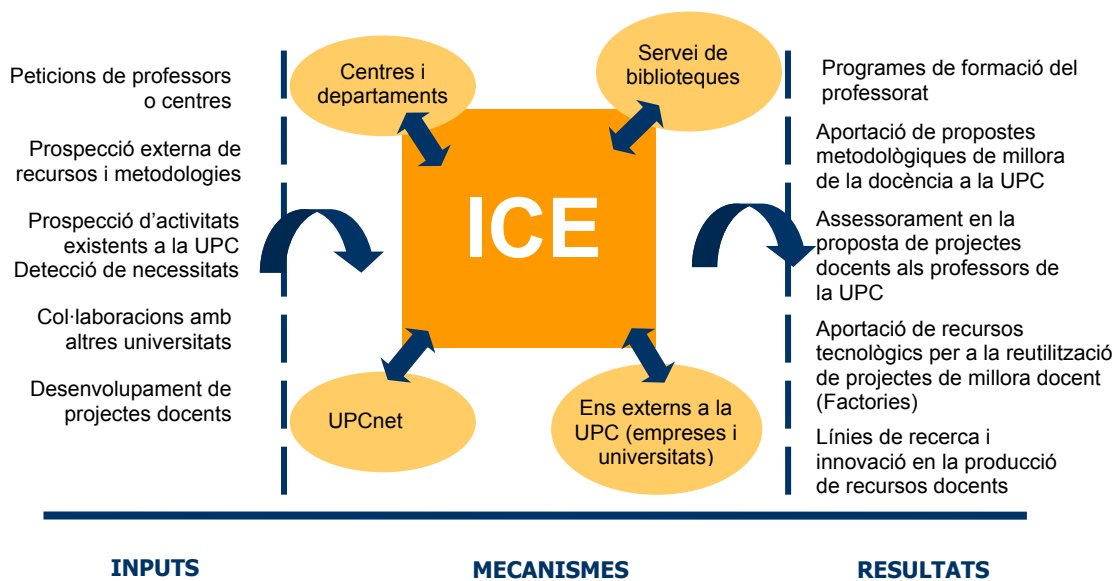 Peticions de professors
o centres
Prospecció externa de
recursos i metodologies
Prospecció d’activitats
existents a la UPC
Detecció de necessitats
Col·laboracions amb
altres universitats
Desenvolupament de
projectes docents
Centres i
departaments
Servei de
biblioteques
ICE
UPCnet
Ens externs a la
UPC (empreses i
universitats)
Programes de formació del
professorat
Aportació de propostes
metodològiques de millora
de la docència a la UPC
Assessorament en la
proposta de projectes
docents als professors de
la UPC
Aportació de recursos
tecnològics per a la reutilització
de projectes de millora docent
(Factories)
Línies de recerca i
innovació en la producció
de recursos docents
INPUTS
MECANISMES
RESULTATS